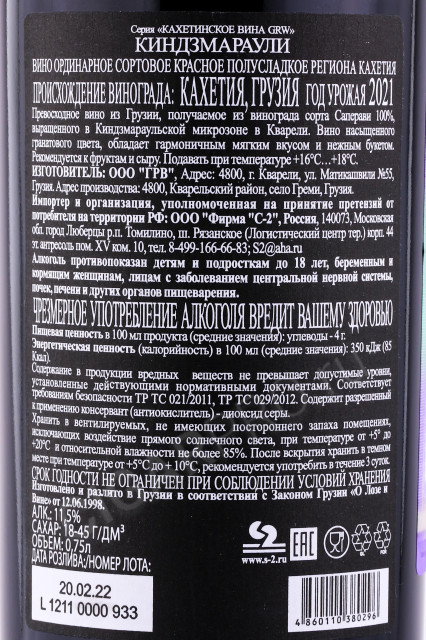 Серия «КАХЕТИНСКОЕ ВИНА GRW»
КИНДЗМАРАУЛИ
ВИНО ОРДИНАРНОЕ СОРТОВОЕ КРАСНОЕ ПОЛУСЛАДКОЕ РЕГИОНА КАХЕТИЯ
ПРОИСХОЖДЕНИЕ ВИНОГРАДА: КАХЕТИЯ, ГРУЗИЯ ГОД УРОЖАЯ 2021
Превосходное вино из Грузии, получаемое из винограда сорта Саперави 100%,
выращенного в Киндзмараульской микрозоне в Кварели. Вино насыщенного
гранатового цвета, обладает гармоничным мягким вкусом и нежным букетом.
Рекомендуется к фруктам и сыру. Подавать при температуре +16°С...+18°С.
ИЗГОТОВИТЕЛЬ: ООО "ГРВ", Адрес: 4800, г. Кварели, ул. Матикашвили №55,
Грузия. Адрес производства: 4800, Кварельский район, село Греми, Грузия.
Импортер и организация, уполномоченная на принятие претензий от
потребителя на территории РФ: ООО "Фирма "С-2", Россия, 140073, Московская
обл. город Люберцы р.п. Томилино, ш. Рязанское (Логистический центр тер.) корп. 44
эт. антресоль пом. XV ком. 10, тел. 8-499-166-66-83; S2@aha.ru
Алкоголь противопоказан детям и подросткам до 18 лет, беременным и
кормящим женщинам, лицам с заболеванием центральной нервной системы,
почек, печени и других органов пищеварения.
ЧРЕЗМЕРНОЕ УПОТРЕБЛЕНИЕ АЛКОГОЛЯ ВРЕДИТ ВАШЕМУ ЗДОРОВЬЮ
Пищевая ценность в 100 мл продукта (средние значения): углеводы - 4 г.
Энергетическая ценность (калорийность) в 100 мл (средние значения): 350 кДж (85
Ккал).
Содержание в продукции вредных веществ не превышает допустимые уровни,
установленные действующими нормативными документами. Соответствует
требованиям безопасности ТР ТС 021/2011, ТР ТС 029/2012. Содержит разрешенный
к применению консервант (антиокислитель) - диоксид серы.
Хранить в вентилируемых, не имеющих постороннего запаха помещениях,
исключающих воздействие прямого солнечного света, при температуре от +5° до
+20°С и относительной влажности не более 85%. После вскрытия хранить в темном
месте при температуре от +5°С до + 10°С, рекомендуется употребить в течение 3 суток.
СРОК ГОДНОСТИ НЕ ОГРАНИЧЕН ПРИ СОБЛЮДЕНИИ УСЛОВИЙ ХРАНЕНИЯ
Изготовлено и разлито в Грузии в соответствии с Законом Грузии «О Лозе и
Вине» от 12.06.1998.
АЛК: 11,5%
САХАР: 18-45 Г/ДМ³
ОБЪЕМ: 0,75л
ДАТА РОЗЛИВА:/НОМЕР ЛОТА:
20.02.22
L 1211 0000 933
S2
www.s-2.ru
EAC
4 860110 380296